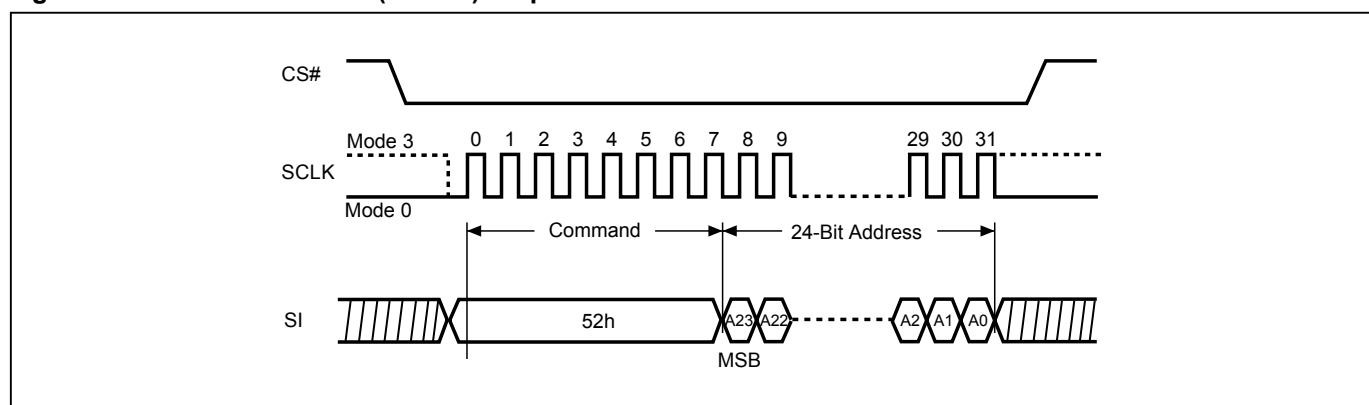 CS#
Mode 3
0 1 2 3 4 5 6 7 8 9 29 30 31
SCLK
Mode 0
Command 24-Bit Address
SI
52h A23 A22 A2 A1 A0
MSB